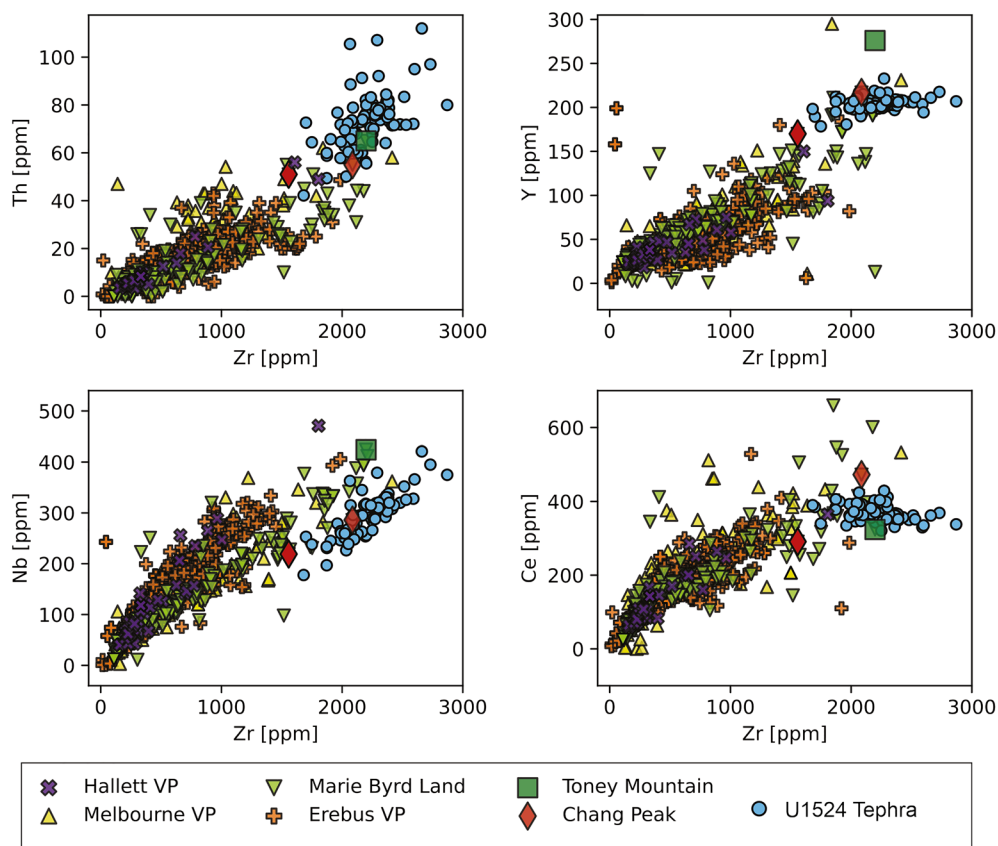 Th [ppm]
100
80
60
40
20
0
0 1000 2000 3000
Zr [ppm]
Y [ppm]
300
250
200
150
100
50
0
0 1000 2000 3000
Zr [ppm]
Nb [ppm]
500
400
300
200
100
0
0 1000 2000 3000
Zr [ppm]
Ce [ppm]
600
400
200
0
0 1000 2000 3000
Zr [ppm]
Hallett VP Marie Byrd Land Toney Mountain
Melbourne VP Erebus VP Chang Peak U1524 Tephra